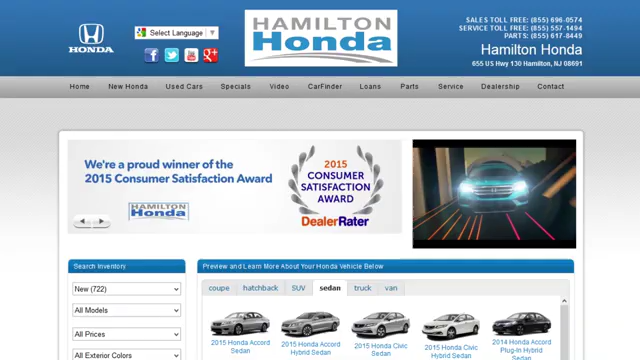 HONDA
Select Language ▼
HAMILTON
Honda
SALES TOLL FREE: (855) 696-0574
SERVICE TOLL FREE: (855) 557-1494
PARTS: (855) 617-8449
Hamilton Honda
655 US Hwy 130 Hamilton, NJ 08691
Home New Honda Used Cars Specials Video CarFinder Loans Parts Service Dealership Contact
We're a proud winner of the
2015 Consumer Satisfaction Award
HAMILTON
Honda
2015
CONSUMER
SATISFACTION
AWARD
DealerRater
Search Inventory
New (722)
All Models
All Prices
All Exterior Colors
Preview and Learn More About Your Honda Vehicle Below
coupe hatchback SUV sedan truck van
2015 Honda Accord Sedan
2015 Honda Accord Hybrid Sedan
2015 Honda Civic Sedan
2015 Honda Civic Hybrid Sedan
2014 Honda Accord Plug-In Hybrid Sedan